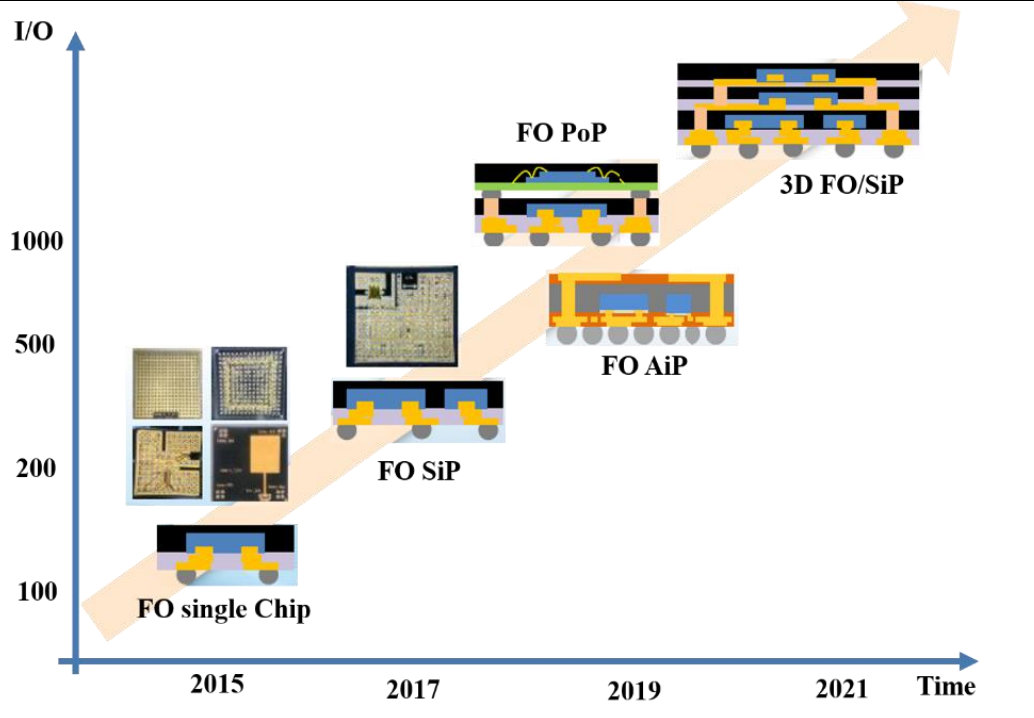 I/O
FO PoP
3D FO/SiP
1000
500
FO AiP
200
FO SiP
100
FO single Chip
2015
2017
2019
2021
Time